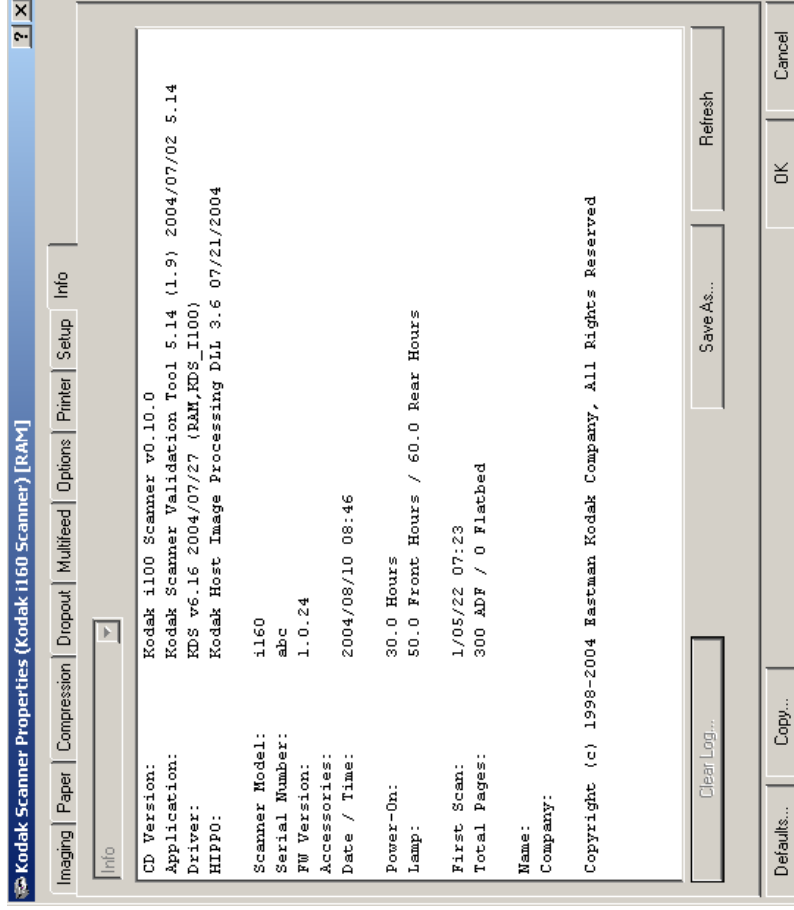 Kodak Scanner Properties (Kodak i160 Scanner) [RAM] ? X
Imaging Paper Compression Dropout Multifeed Options Printer Setup Info
Info
CD Version: Kodak i100 Scanner v0.10.0
Application: Kodak Scanner Validation Tool 5.14 (1.9) 2004/07/02 5.14
Driver: KDS v6.16 2004/07/27 (RAM,KDS_I100)
HIPPO: Kodak Host Image Processing DLL 3.6 07/21/2004
Scanner Model: i160
Serial Number: abc
FW Version: 1.0.24
Accessories:
Date / Time: 2004/08/10 08:46
Power-On: 30.0 Hours
Lamp: 50.0 Front Hours / 60.0 Rear Hours
First Scan: 1/05/22 07:23
Total Pages: 300 ADF / 0 Flatbed
Name:
Company:
Copyright (c) 1998-2004 Eastman Kodak Company, All Rights Reserved
Clear Log... Save As... Refresh
Defaults... Copy... OK Cancel